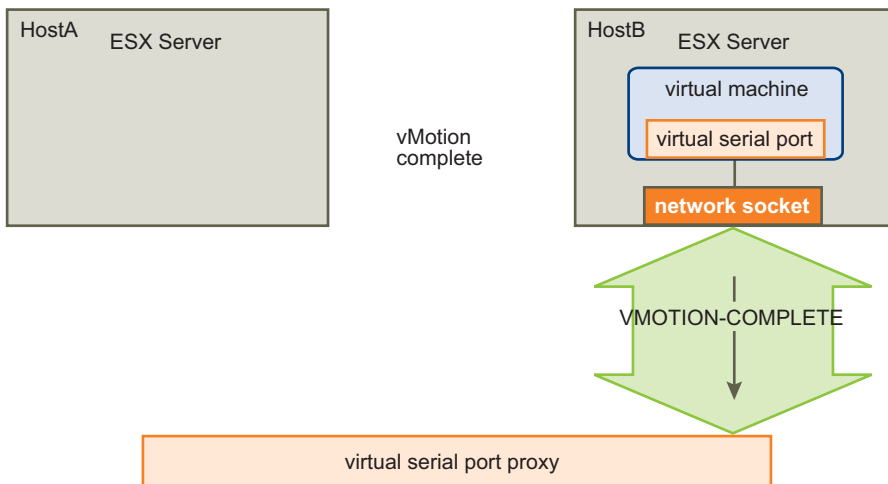 HostA
ESX Server
HostB
ESX Server
virtual machine
virtual serial port
network socket
vMotion
complete
VMOTION-COMPLETE
virtual serial port proxy